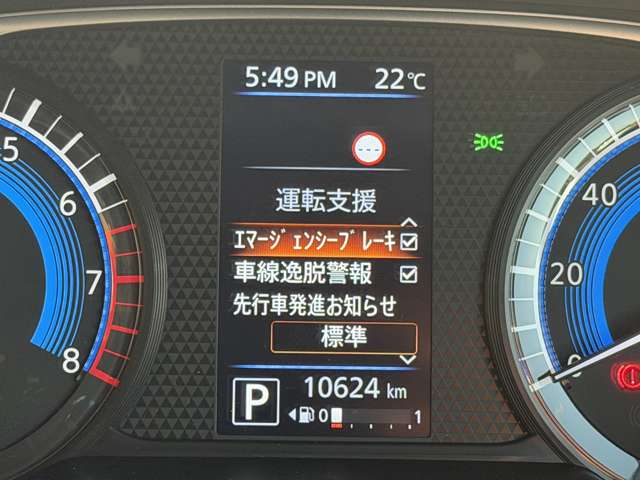 5:49 PM 22℃
運転支援
ｴﾏｰｼﾞｪﾝｼｰﾌﾞﾚｰｷ
車線逸脱警報
先行車発進お知らせ
標準
P 10624 km
0 1
5
6
7
8
40
20
0